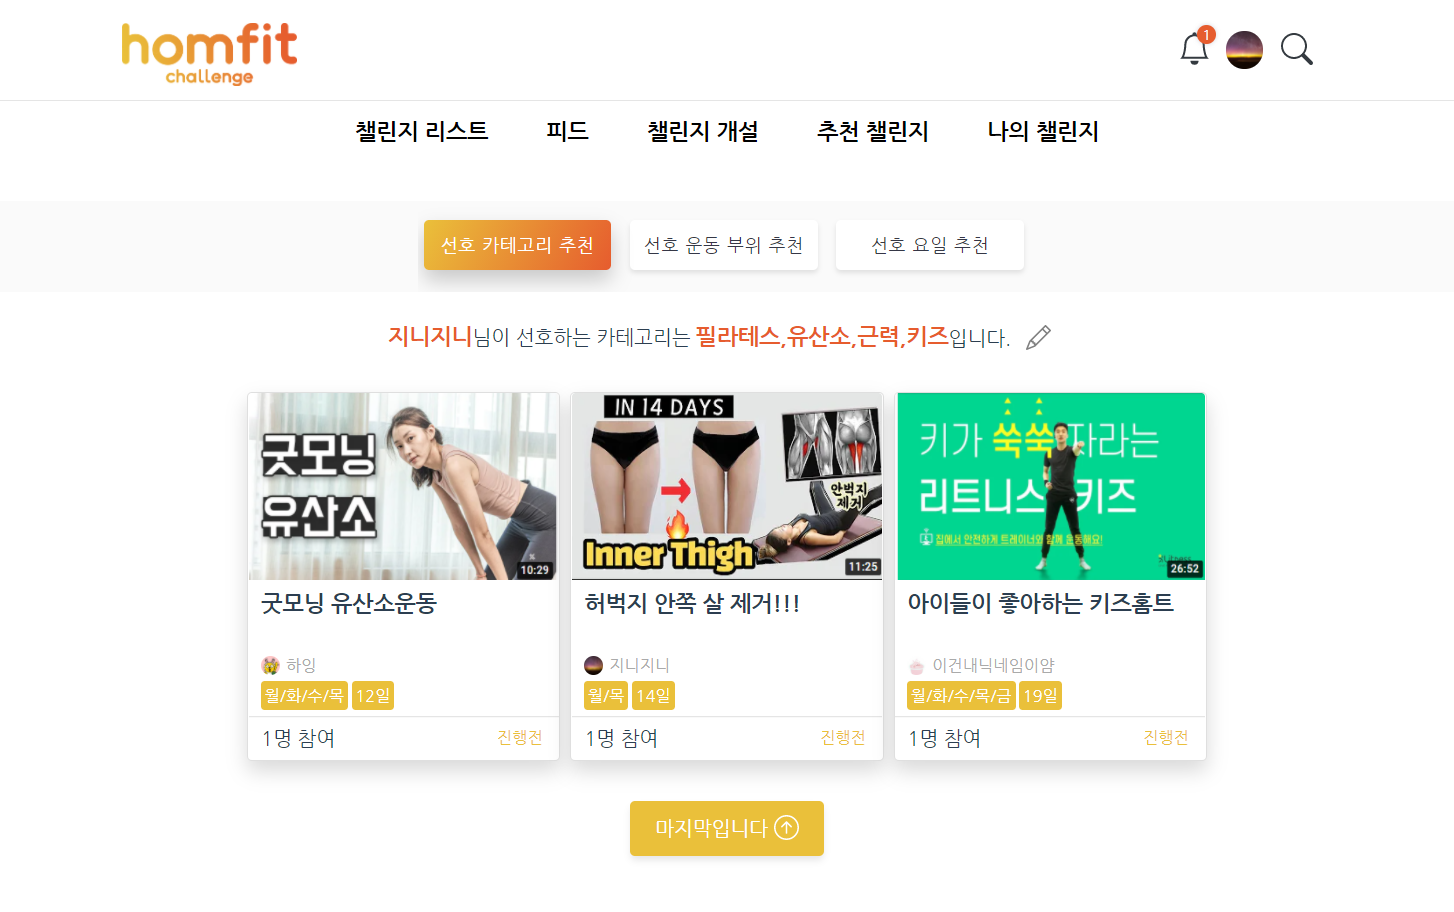 homfit
challenge
1
챌린지 리스트
피드
챌린지 개설
추천 챌린지
나의 챌린지
선호 카테고리 추천
선호 운동 부위 추천
선호 요일 추천
지니지니님이 선호하는 카테고리는 필라테스,유산소,근력,키즈입니다.
굿모닝
유산소
10:29
굿모닝 유산소운동
하잉
월/화/수/목 12일
1명 참여
진행전
IN 14 DAYS
안벅지
제거
Inner Thigh
11:25
허벅지 안쪽 살 제거!!!
지니지니
월/목 14일
1명 참여
진행전
키가 쑥쑥 자라는
리트니스 키즈
집에서 안전하게 트레이너와 함께 운동해요!
26:52
아이들이 좋아하는 키즈홈트
이건내닉네임이얌
월/화/수/목/금 19일
1명 참여
진행전
마지막입니다